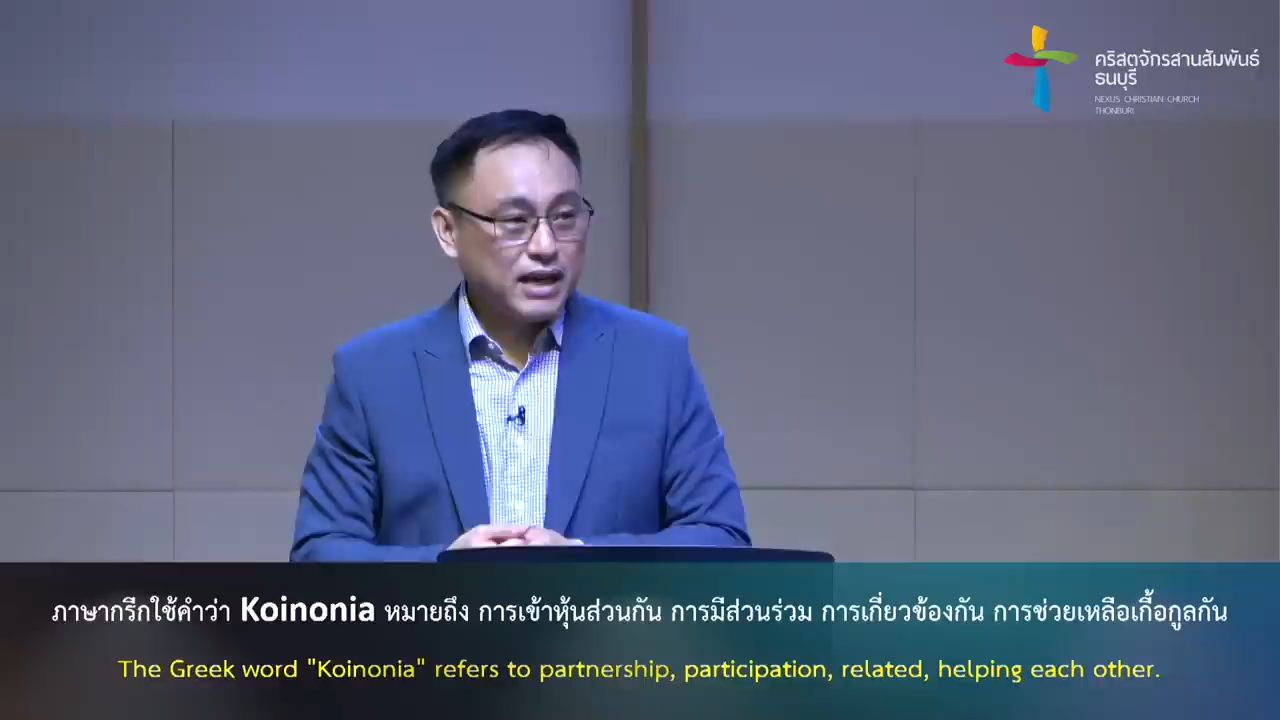 คริสตจักรสานสัมพันธ์
ธนบุรี
NEXUS CHRISTIAN CHURCH
THONBURI
ภาษากรีกใช้คำว่า Koinonia หมายถึง การเข้าหุ้นส่วนกัน การมีส่วนร่วม การเกี่ยวข้องกัน การช่วยเหลือเกื้อกูลกัน
The Greek word "Koinonia" refers to partnership, participation, related, helping each other.